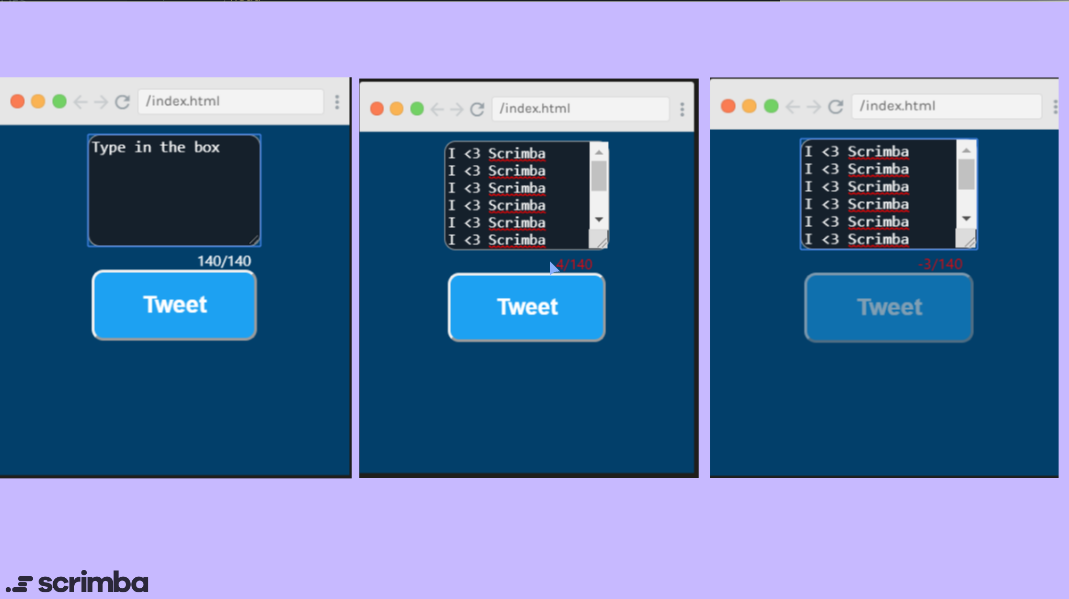 /index.html
Type in the box
140/140
Tweet
/index.html
I <3 Scrimba
I <3 Scrimba
I <3 Scrimba
I <3 Scrimba
I <3 Scrimba
I <3 Scrimba
4/140
Tweet
/index.html
I <3 Scrimba
I <3 Scrimba
I <3 Scrimba
I <3 Scrimba
I <3 Scrimba
I <3 Scrimba
-3/140
Tweet
scrimba